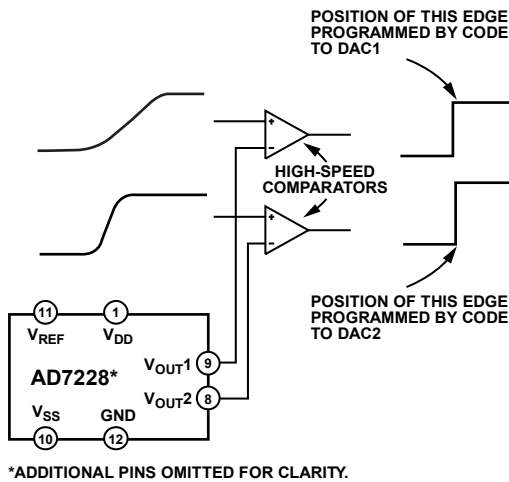 POSITION OF THIS EDGE
PROGRAMMED BY CODE
TO DAC1
+
−
HIGH-SPEED
COMPARATORS
+
−
POSITION OF THIS EDGE
PROGRAMMED BY CODE
TO DAC2
11
1
VREF
VDD
VOUT1
9
AD7228*
VOUT2
8
VSS
GND
10
12
*ADDITIONAL PINS OMITTED FOR CLARITY.